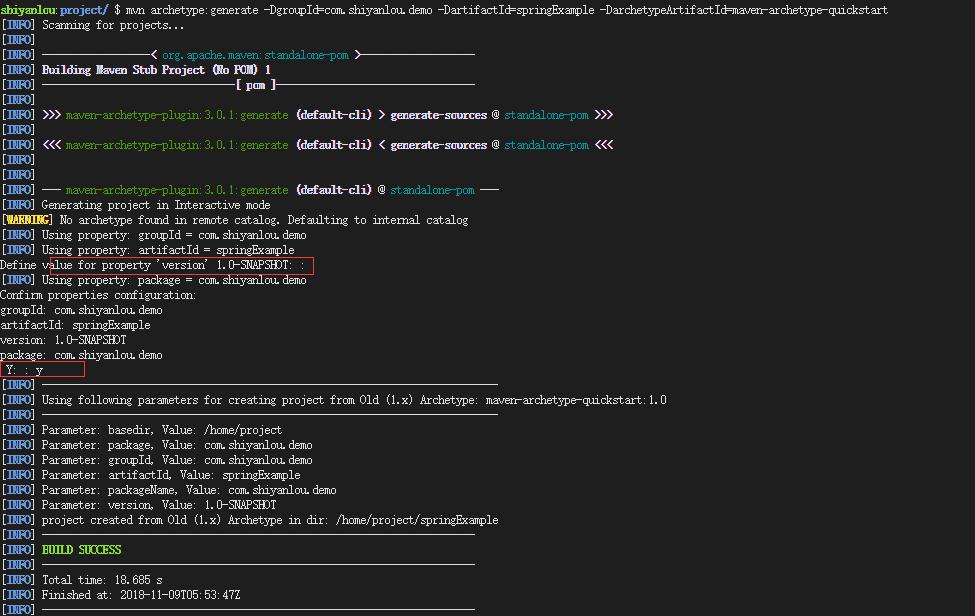 shiyanlou:project/ $ mvn archetype:generate -DgroupId=com.shiyanlou.demo -DartifactId=springExample -DarchetypeArtifactId=maven-archetype-quickstart
[INFO] Scanning for projects...
[INFO]
[INFO] ------------------< org.apache.maven:standalone-pom >-------------------
[INFO] Building Maven Stub Project (No POM) 1
[INFO] --------------------------------[ pom ]---------------------------------
[INFO]
[INFO] >>> maven-archetype-plugin:3.0.1:generate (default-cli) > generate-sources @ standalone-pom >>>
[INFO]
[INFO] <<< maven-archetype-plugin:3.0.1:generate (default-cli) < generate-sources @ standalone-pom <<<
[INFO]
[INFO]
[INFO] --- maven-archetype-plugin:3.0.1:generate (default-cli) @ standalone-pom ---
[INFO] Generating project in Interactive mode
[WARNING] No archetype found in remote catalog. Defaulting to internal catalog
[INFO] Using property: groupId = com.shiyanlou.demo
[INFO] Using property: artifactId = springExample
Define value for property 'version' 1.0-SNAPSHOT: :
[INFO] Using property: package = com.shiyanlou.demo
Confirm properties configuration:
groupId: com.shiyanlou.demo
artifactId: springExample
version: 1.0-SNAPSHOT
package: com.shiyanlou.demo
Y: : y
[INFO] ----------------------------------------------------------------------------
[INFO] Using following parameters for creating project from Old (1.x) Archetype: maven-archetype-quickstart:1.0
[INFO] ----------------------------------------------------------------------------
[INFO] Parameter: basedir, Value: /home/project
[INFO] Parameter: package, Value: com.shiyanlou.demo
[INFO] Parameter: groupId, Value: com.shiyanlou.demo
[INFO] Parameter: artifactId, Value: springExample
[INFO] Parameter: packageName, Value: com.shiyanlou.demo
[INFO] Parameter: version, Value: 1.0-SNAPSHOT
[INFO] project created from Old (1.x) Archetype in dir: /home/project/springExample
[INFO] ------------------------------------------------------------------------
[INFO] BUILD SUCCESS
[INFO] ------------------------------------------------------------------------
[INFO] Total time: 18.685 s
[INFO] Finished at: 2018-11-09T05:53:47Z
[INFO] ------------------------------------------------------------------------